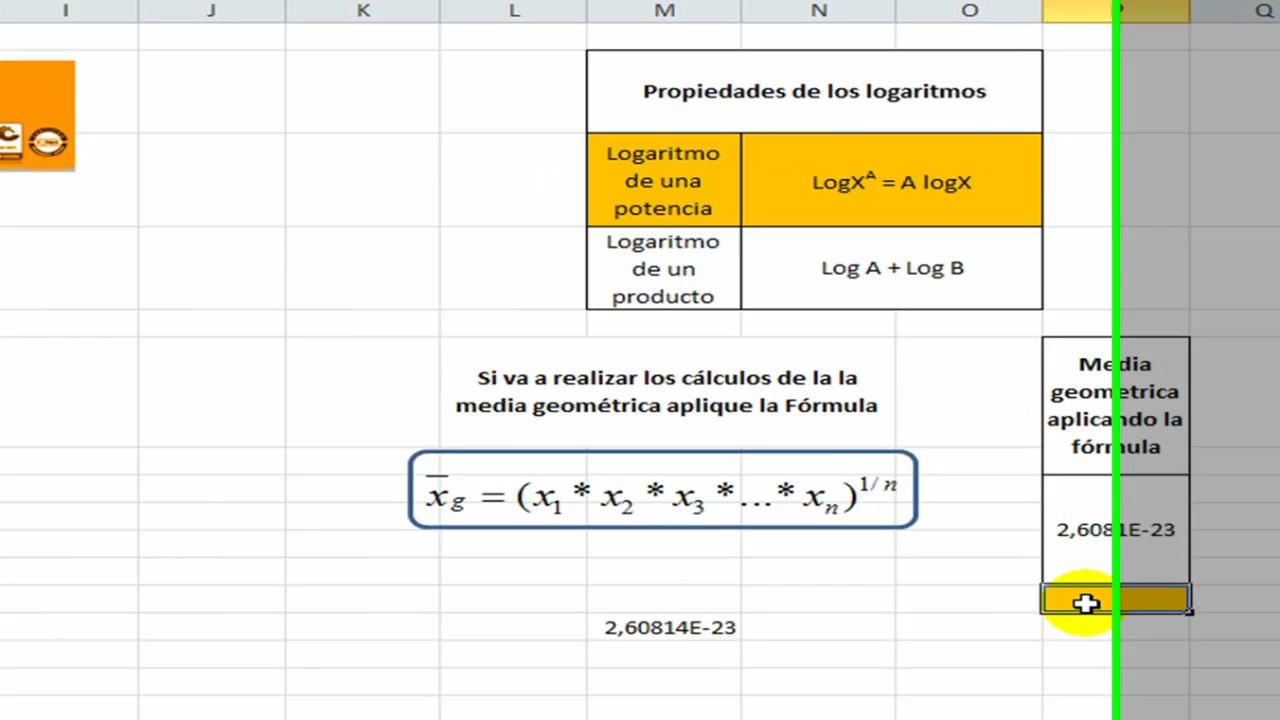 I J K L M N O P Q
Propiedades de los logaritmos
Logaritmo
de una
potencia
LogX^A = A logX
Logaritmo
de un
producto
Log A + Log B
Si va a realizar los cálculos de la la
media geométrica aplique la Fórmula
x̄g = (x1 * x2 * x3 *...* xn)^1/n
Media
geometrica
aplicando la
fórmula
2,6081E-23
2,60814E-23